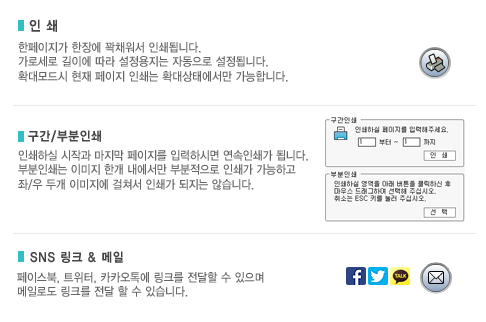 인 쇄
한페이지가 한장에 꽉채워서 인쇄됩니다.
가로세로 길이에 따라 설정용지는 자동으로 설정됩니다.
확대모드시 현재 페이지 인쇄는 확대상태에서만 가능합니다.
구간/부분인쇄
인쇄하실 시작과 마지막 페이지를 입력하시면 연속인쇄가 됩니다.
부분인쇄는 이미지 한개 내에서만 부분적으로 인쇄가 가능하고
좌/우 두개 이미지에 걸쳐서 인쇄가 되지는 않습니다.
구간인쇄
인쇄하실 페이지를 입력해주세요.
1 부터 ~ 1 까지
인 쇄
부분인쇄
인쇄하실 영역을 아래 버튼을 클릭하신 후
마우스 드래그하여 선택해 주십시오.
취소는 ESC 키를 눌러 주십시오.
선 택
SNS 링크 & 메일
페이스북, 트위터, 카카오톡에 링크를 전달할 수 있으며
메일로도 링크를 전달 할 수 있습니다.
f
TALK